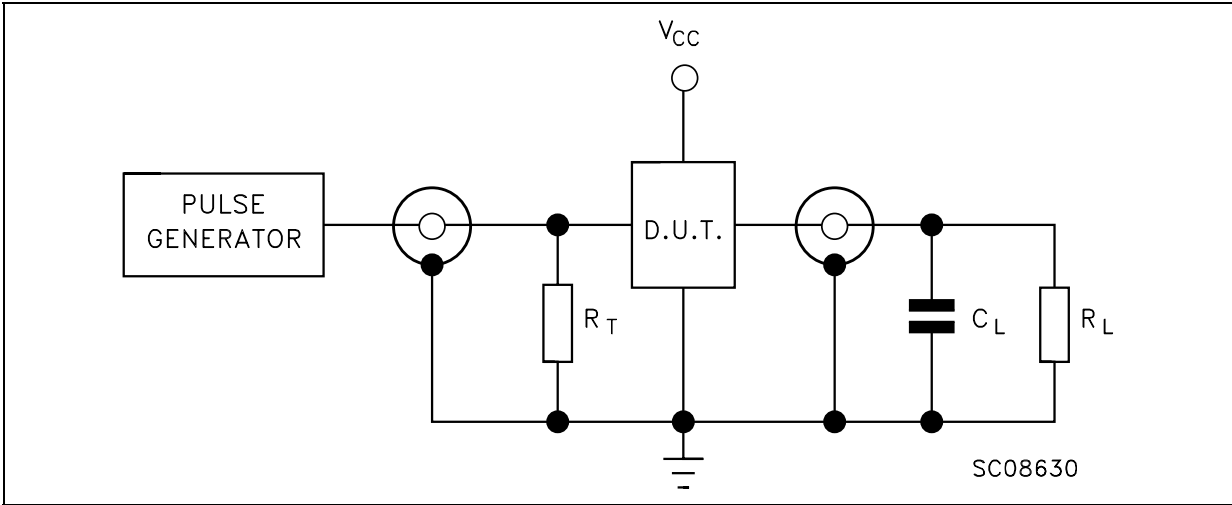 VCC
PULSE
GENERATOR
D.U.T.
RT
CL
RL
SC08630